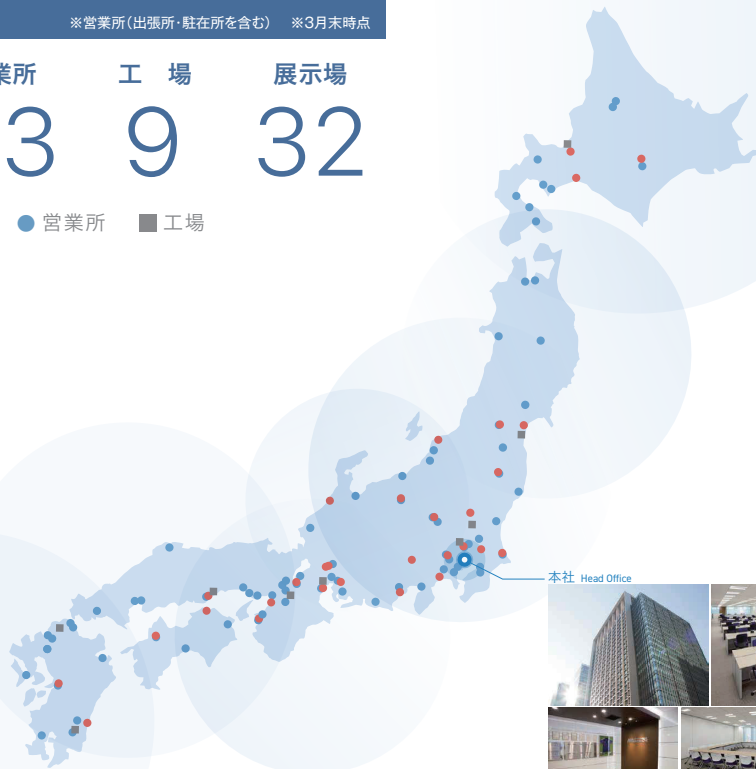 ※営業所（出張所・駐在所を含む）　※3月末時点
業所　工　場　展示場
3　9　32
営業所　工場
本社 Head Office